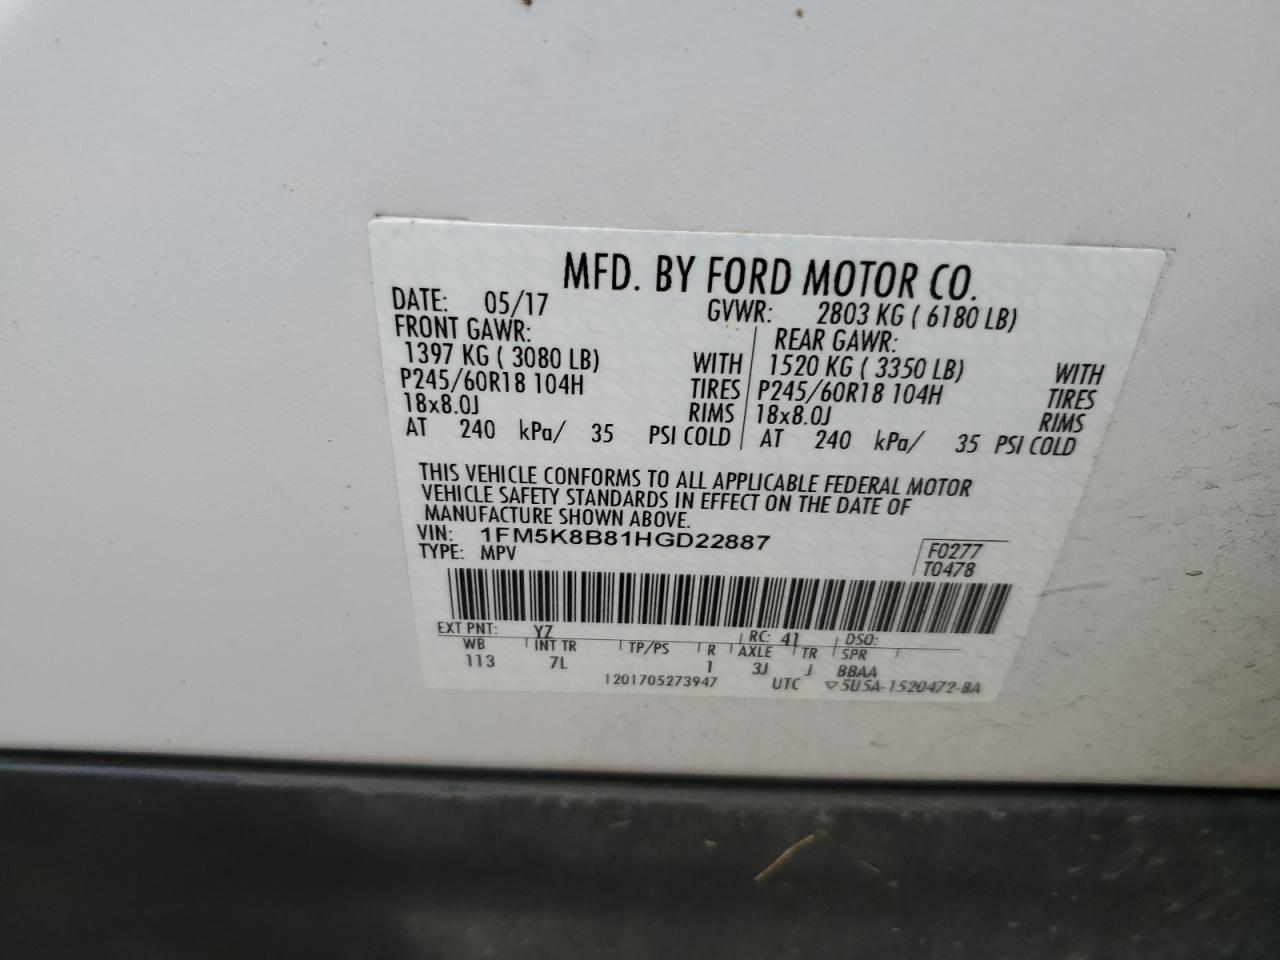 MFD. BY FORD MOTOR CO.
DATE: 05/17 GVWR: 2803 KG ( 6180 LB)
FRONT GAWR: REAR GAWR:
1397 KG ( 3080 LB) WITH 1520 KG ( 3350 LB) WITH
P245/60R18 104H TIRES P245/60R18 104H TIRES
18x8.0J RIMS 18x8.0J RIMS
AT 240 kPa/ 35 PSI COLD AT 240 kPa/ 35 PSI COLD
THIS VEHICLE CONFORMS TO ALL APPLICABLE FEDERAL MOTOR
VEHICLE SAFETY STANDARDS IN EFFECT ON THE DATE OF
MANUFACTURE SHOWN ABOVE.
VIN: 1FM5K8B81HGD22887
TYPE: MPV
F0277
T0478
EXT PNT: YZ RC: 41 DSO:
WB INT TR TP/PS R AXLE TR SPR
113 7L 1 3J J BBAA
1201705273947 UTC ▽5U5A-1520472-BA